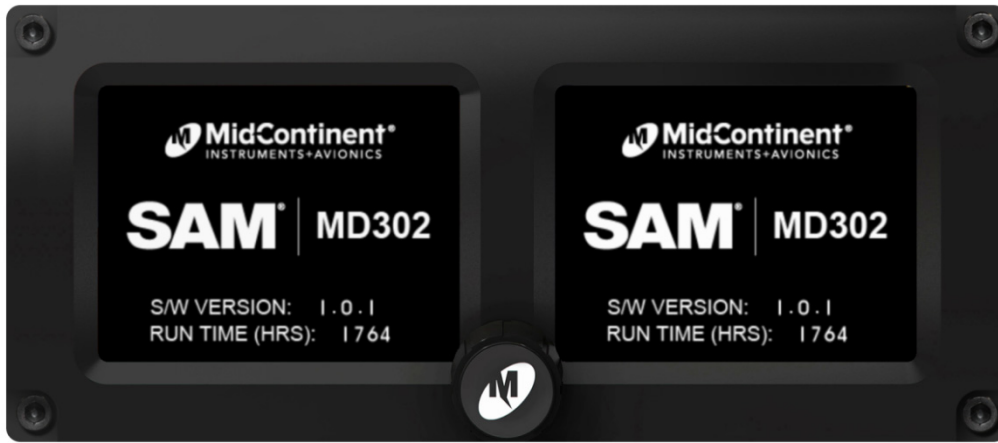 MidContinent®
INSTRUMENTS+AVIONICS
SAM® | MD302
S/W VERSION: 1.0.1
RUN TIME (HRS): 1764
MidContinent®
INSTRUMENTS+AVIONICS
SAM® | MD302
S/W VERSION: 1.0.1
RUN TIME (HRS): 1764
M